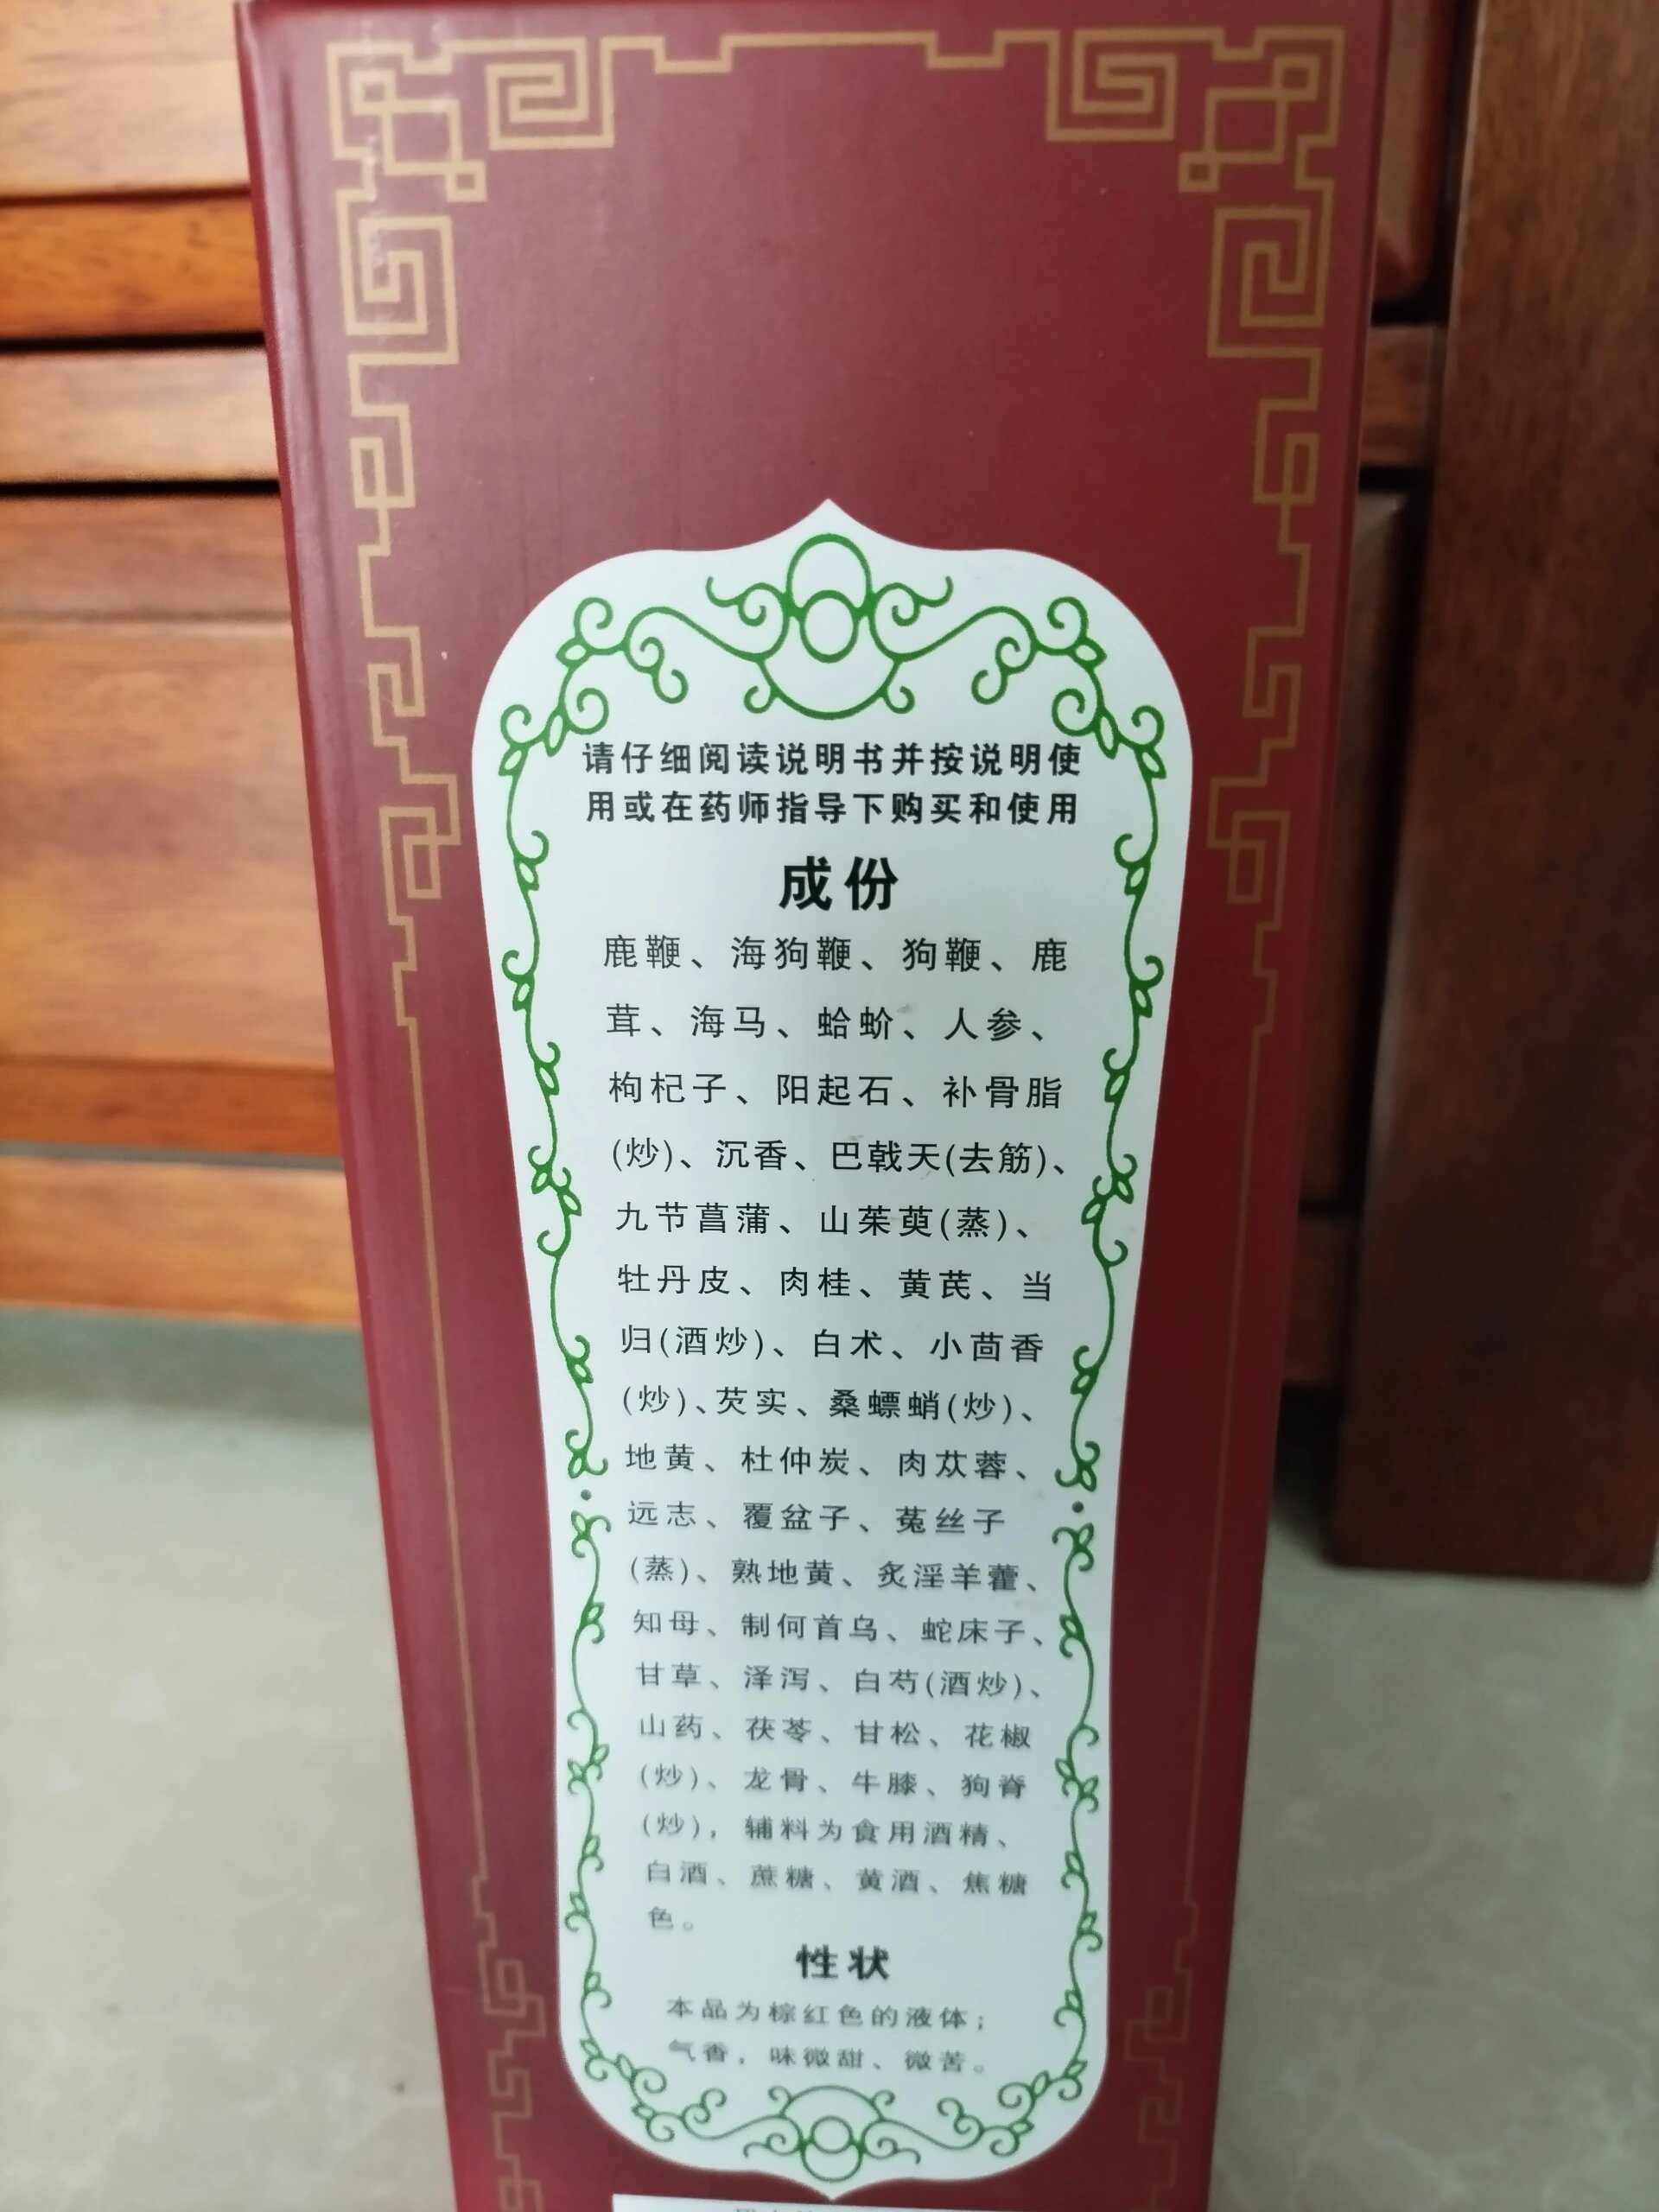 请仔细阅读说明书并按说明使
用或在药师指导下购买和使用
成份
鹿鞭、海狗鞭、狗鞭、鹿
茸、海马、蛤蚧、人参、
枸杞子、阳起石、补骨脂
(炒)、沉香、巴戟天(去筋)、
九节菖蒲、山茱萸(蒸)、
牡丹皮、肉桂、黄芪、当
归(酒炒)、白术、小茴香
(炒)、芡实、桑螵蛸(炒)、
地黄、杜仲炭、肉苁蓉、
远志、覆盆子、菟丝子
(蒸)、熟地黄、炙淫羊藿、
知母、制何首乌、蛇床子、
甘草、泽泻、白芍(酒炒)、
山药、茯苓、甘松、花椒
(炒)、龙骨、牛膝、狗脊
(炒)，辅料为食用酒精、
白酒、蔗糖、黄酒、焦糖
色。
性状
本品为棕红色的液体；
气香，味微甜、微苦。